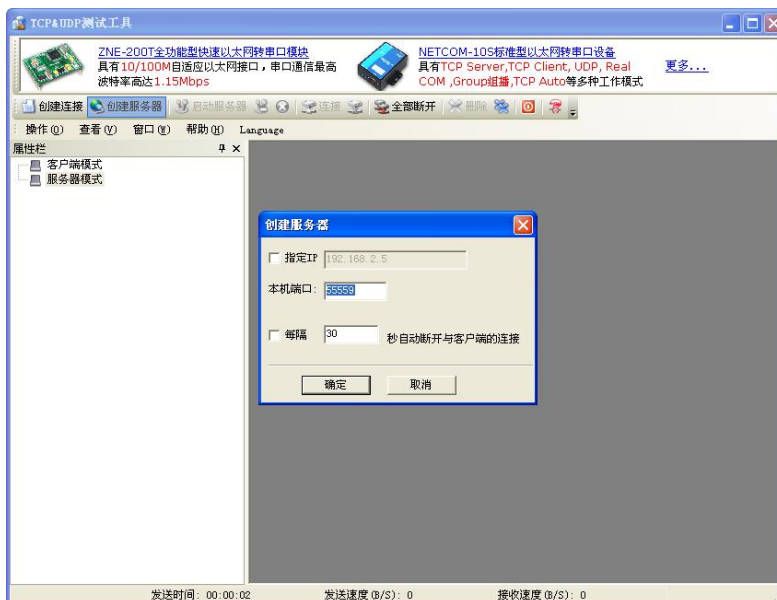 TCP&UDP测试工具
ZNE-200T全功能型快速以太网转串口模块
具有10/100M自适应以太网接口，串口通信最高
波特率高达1.15Mbps
NETCOM-10S标准型以太网转串口设备
具有TCP Server,TCP Client, UDP, Real
COM ,Group组播,TCP Auto等多种工作模式
更多...
创建连接 创建服务器 启动服务器 连接 全部断开 删除
操作(O) 查看(V) 窗口(W) 帮助(H) Language
属性栏
客户端模式
服务器模式
创建服务器
指定IP 192.168.2.5
本机端口: 55559
每隔 30 秒自动断开与客户端的连接
确定 取消
发送时间: 00:00:02 发送速度(B/S): 0 接收速度(B/S): 0